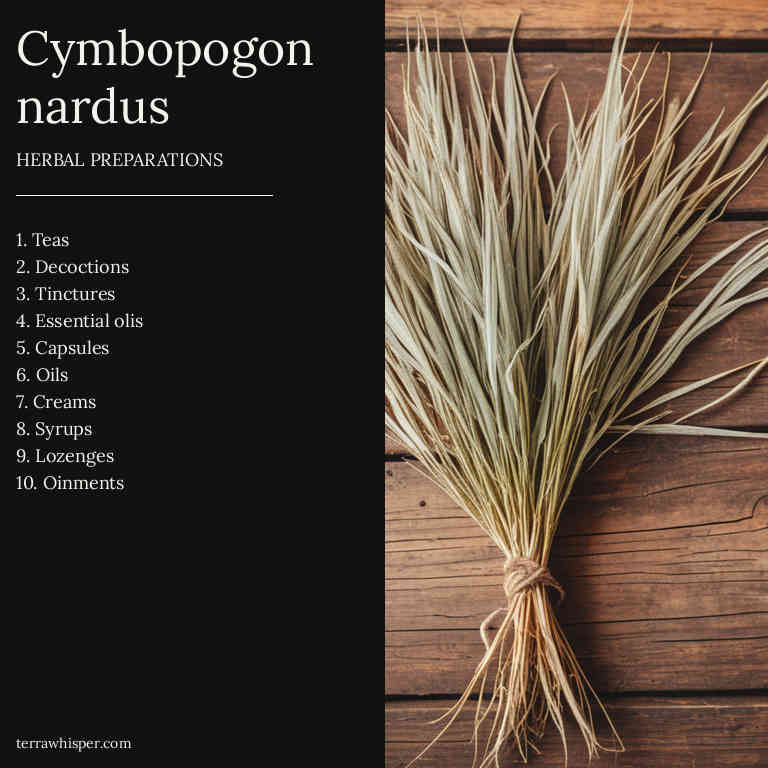 Cymbopogon
nardus
HERBAL PREPARATIONS
1. Teas
2. Decoctions
3. Tinctures
4. Essential olis
5. Capsules
6. Oils
7. Creams
8. Syrups
9. Lozenges
10. Oinments
terrawhisper.com